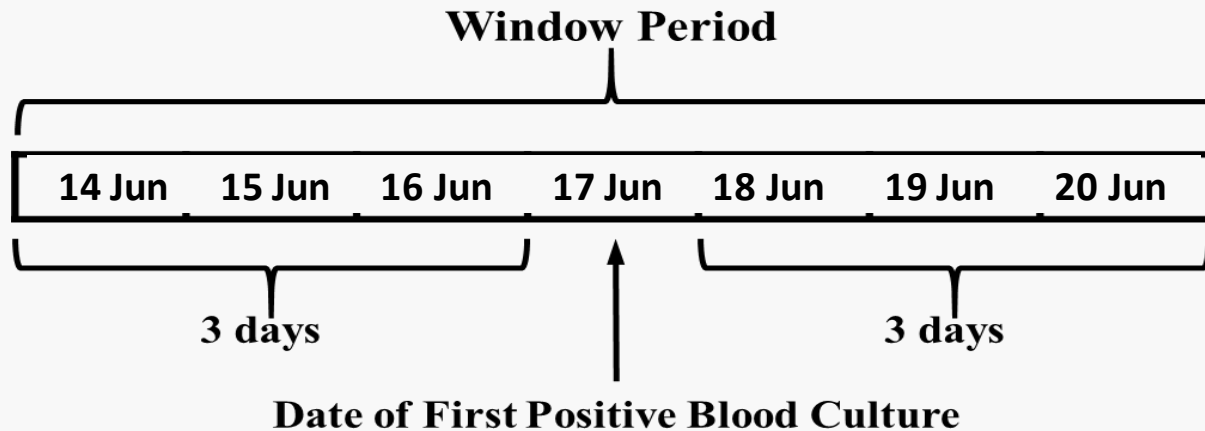 Window Period
14 Jun 15 Jun 16 Jun 17 Jun 18 Jun 19 Jun 20 Jun
3 days 3 days
Date of First Positive Blood Culture